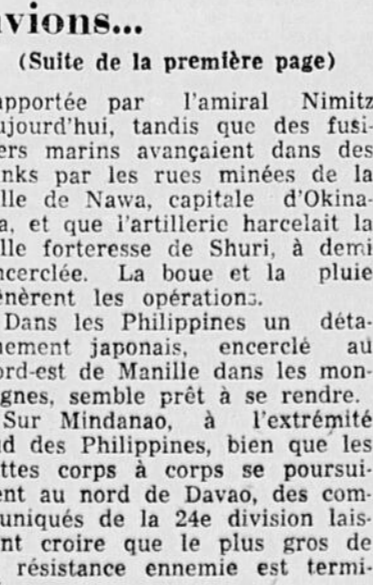 vions...
(Suite de la première page)
apportée par l'amiral Nimitz
ujourd'hui, tandis que des fusi-
ers marins avançaient dans des
nks par les rues minées de la
lle de Nawa, capitale d'Okina-
a, et que l'artillerie harcelait la
lle forteresse de Shuri, à demi
ncerclée. La boue et la pluie
ênèrent les opérations.
Dans les Philippines un déta-
hement japonais, encerclé au
ord-est de Manille dans les mon-
agnes, semble prêt à se rendre.
Sur Mindanao, à l'extrémité
ud des Philippines, bien que les
ttes corps à corps se poursui-
ent au nord de Davao, des com-
uniqués de la 24e division lais-
nt croire que le plus gros de
résistance ennemie est termi-